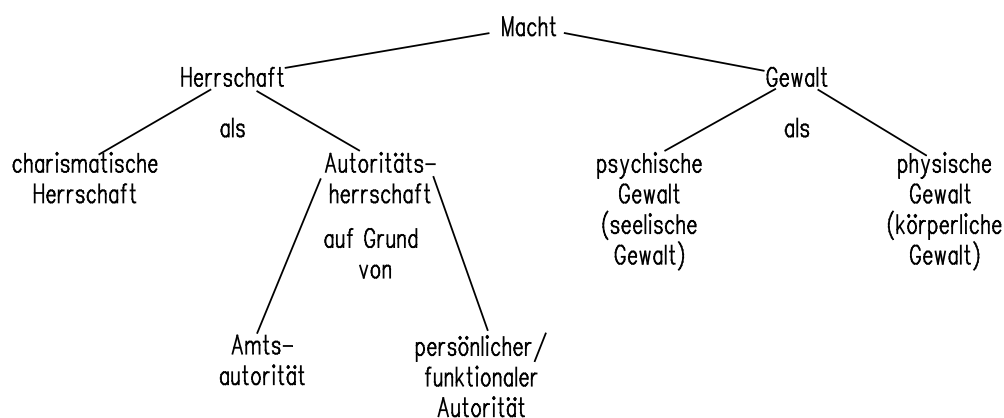 Macht
Herrschaft
Gewalt
als
als
charismatische
Herrschaft
Autoritäts-
herrschaft
psychische
Gewalt
(seelische
Gewalt)
physische
Gewalt
(körperliche
Gewalt)
auf Grund
von
Amts-
autorität
persönlicher/
funktionaler
Autorität